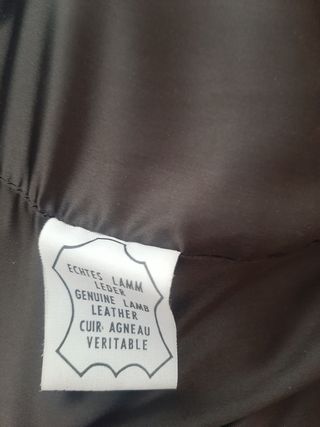 ECHTES LAMM
LEDER
GENUINE LAMB
LEATHER
CUIR AGNEAU
VERITABLE